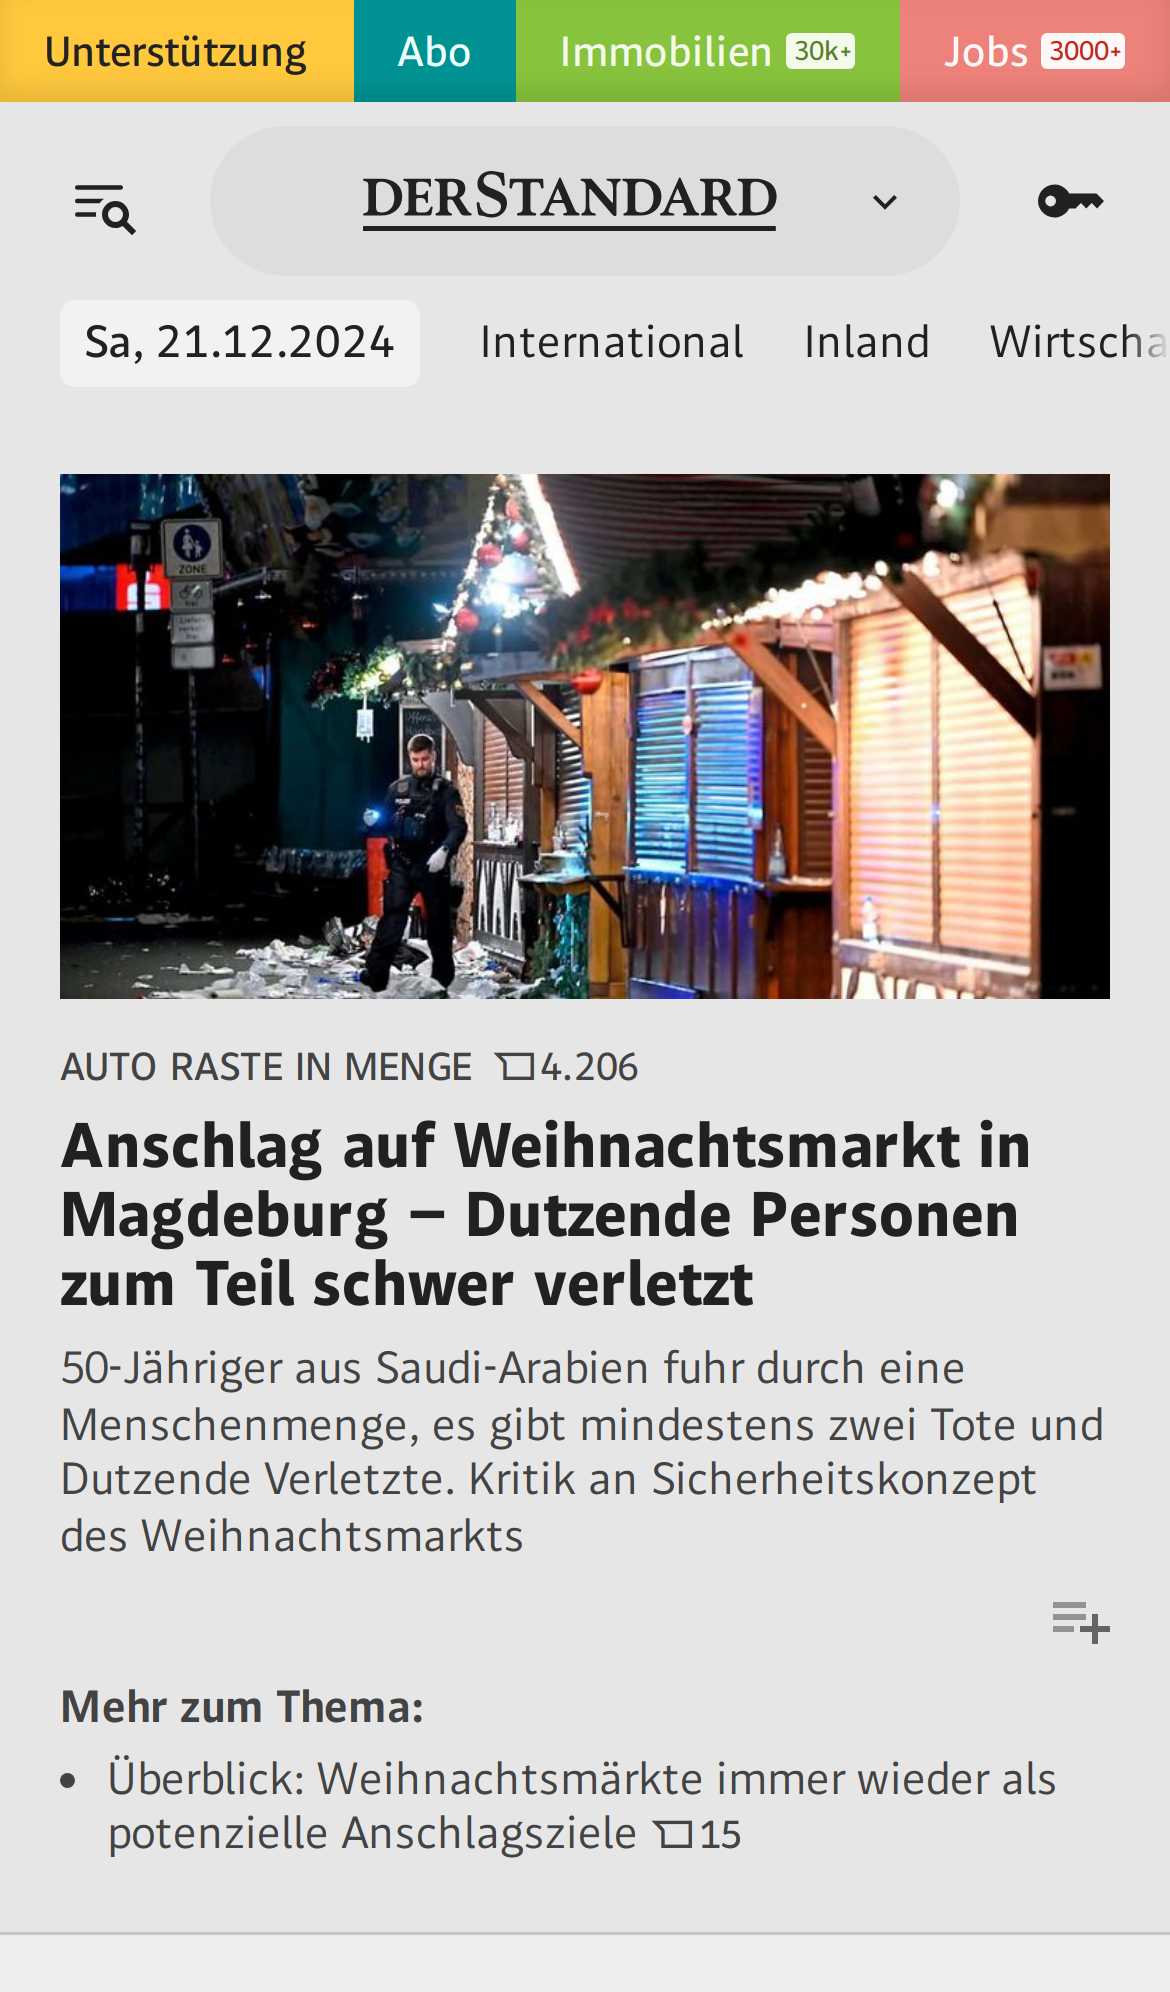 Unterstützung
Abo
Immobilien 30k+
Jobs 3000+
DERSTANDARD
Sa, 21.12.2024
International
Inland
Wirtscha
ZONE
frei
POLIZEI
AUTO RASTE IN MENGE 4.206
Anschlag auf Weihnachtsmarkt in
Magdeburg – Dutzende Personen
zum Teil schwer verletzt
50-Jähriger aus Saudi-Arabien fuhr durch eine
Menschenmenge, es gibt mindestens zwei Tote und
Dutzende Verletzte. Kritik an Sicherheitskonzept
des Weihnachtsmarkts
Mehr zum Thema:
• Überblick: Weihnachtsmärkte immer wieder als
potenzielle Anschlagsziele 15